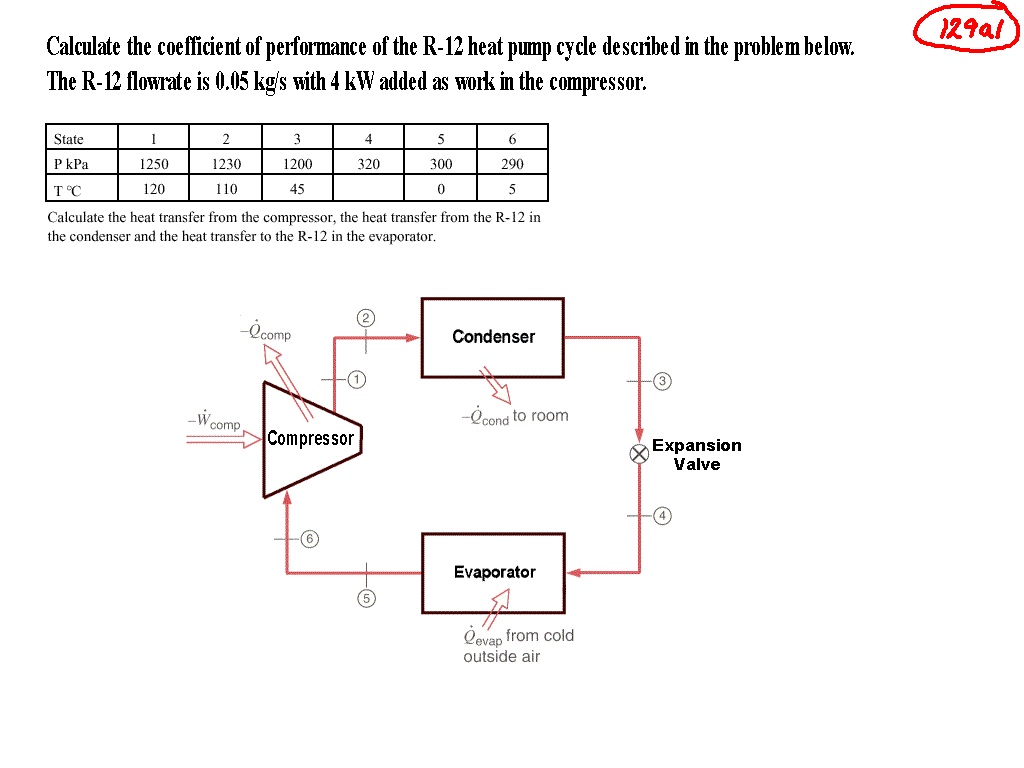 129a1
Calculate the coefficient of performance of the R-12 heat pump cycle described in the problem below.
The R-12 flowrate is 0.05 kg/s with 4 kW added as work in the compressor.
State 1 2 3 4 5 6
P kPa 1250 1230 1200 320 300 290
T °C 120 110 45 0 5
Calculate the heat transfer from the compressor, the heat transfer from the R-12 in
the condenser and the heat transfer to the R-12 in the evaporator.
2
−Q̇comp
Condenser
1
3
−Q̇cond to room
−Ẇcomp
Compressor
Expansion
Valve
4
6
Evaporator
5
Q̇evap from cold
outside air